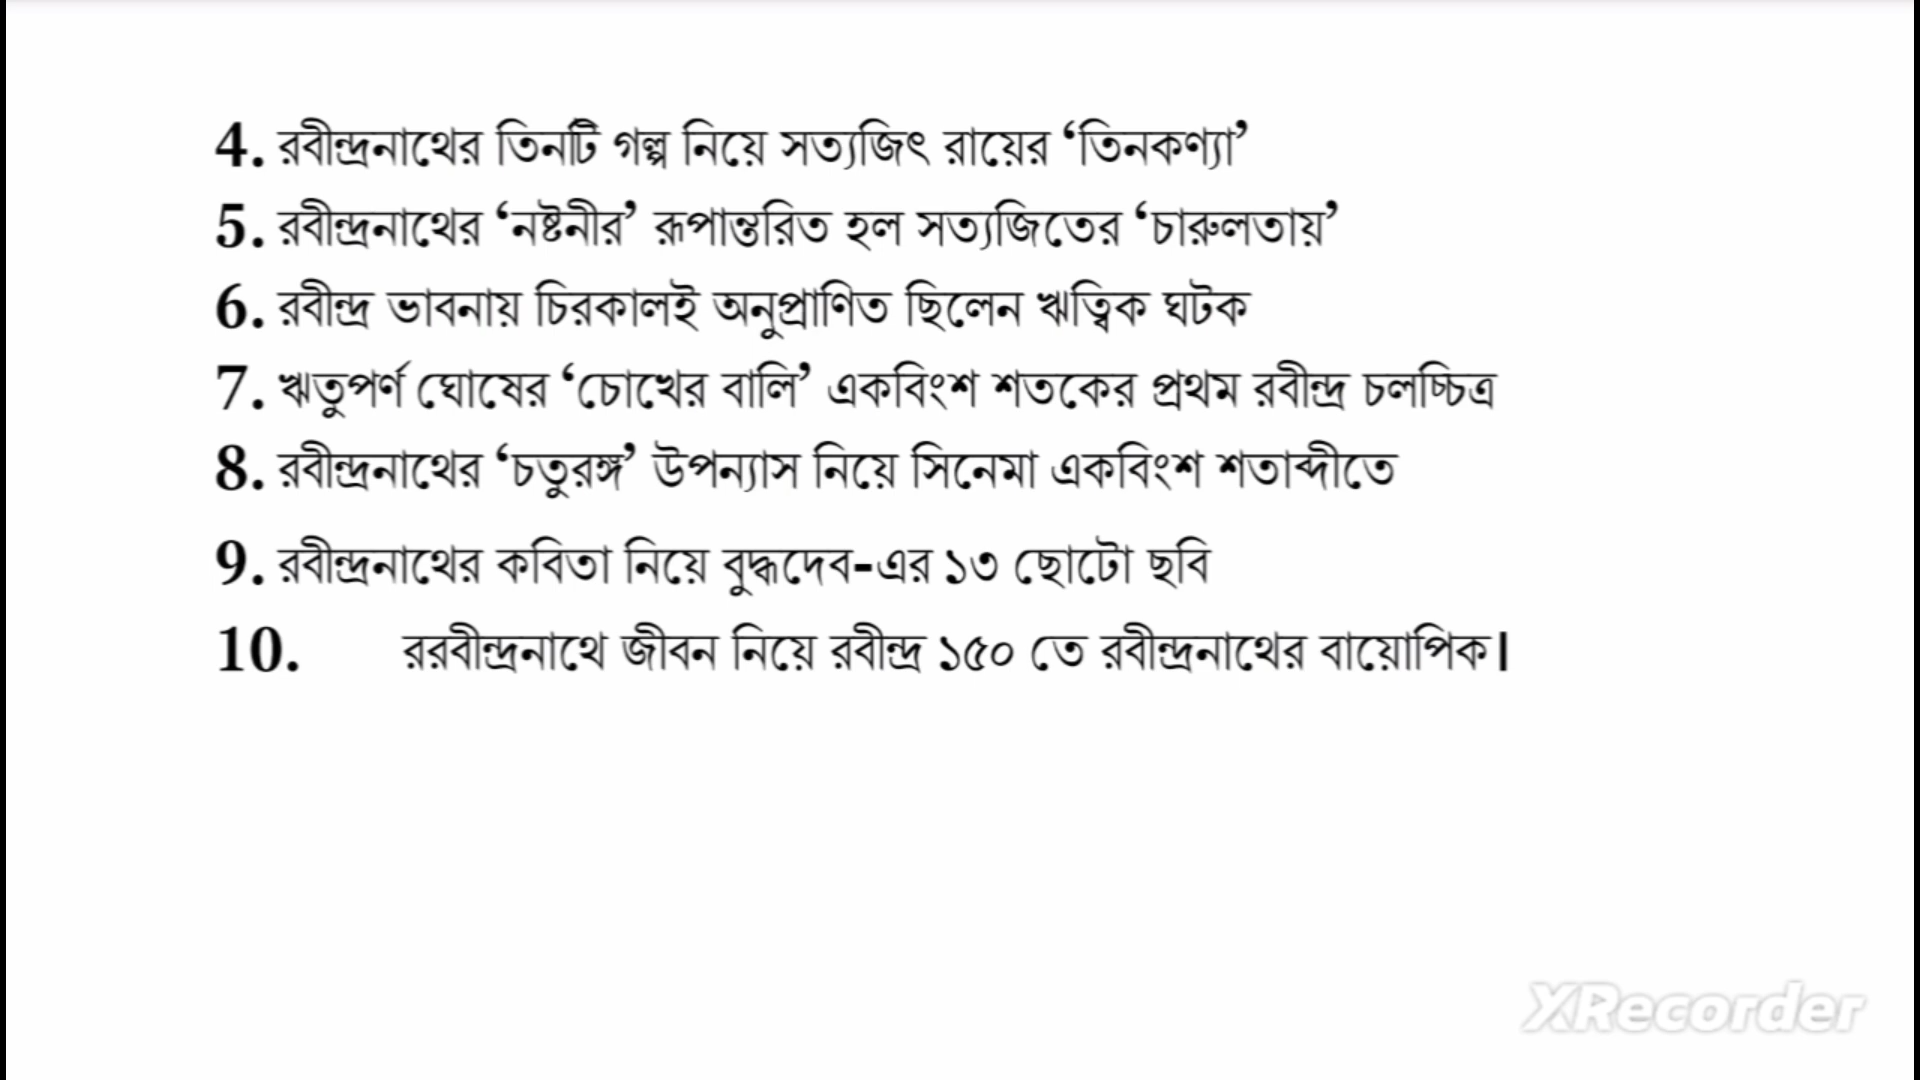 4. রবীন্দ্রনাথের তিনটি গল্প নিয়ে সত্যজিৎ রায়ের ‘তিনকণ্যা’
5. রবীন্দ্রনাথের ‘নষ্টনীর’ রূপান্তরিত হল সত্যজিতের ‘চারুলতায়’
6. রবীন্দ্র ভাবনায় চিরকালই অনুপ্রাণিত ছিলেন ঋত্বিক ঘটক
7. ঋতুপর্ণ ঘোষের ‘চোখের বালি’ একবিংশ শতকের প্রথম রবীন্দ্র চলচ্চিত্র
8. রবীন্দ্রনাথের ‘চতুরঙ্গ’ উপন্যাস নিয়ে সিনেমা একবিংশ শতাব্দীতে
9. রবীন্দ্রনাথের কবিতা নিয়ে বুদ্ধদেব-এর ১৩ ছোটো ছবি
10. ররবীন্দ্রনাথে জীবন নিয়ে রবীন্দ্র ১৫০ তে রবীন্দ্রনাথের বায়োপিক।
XRecorder